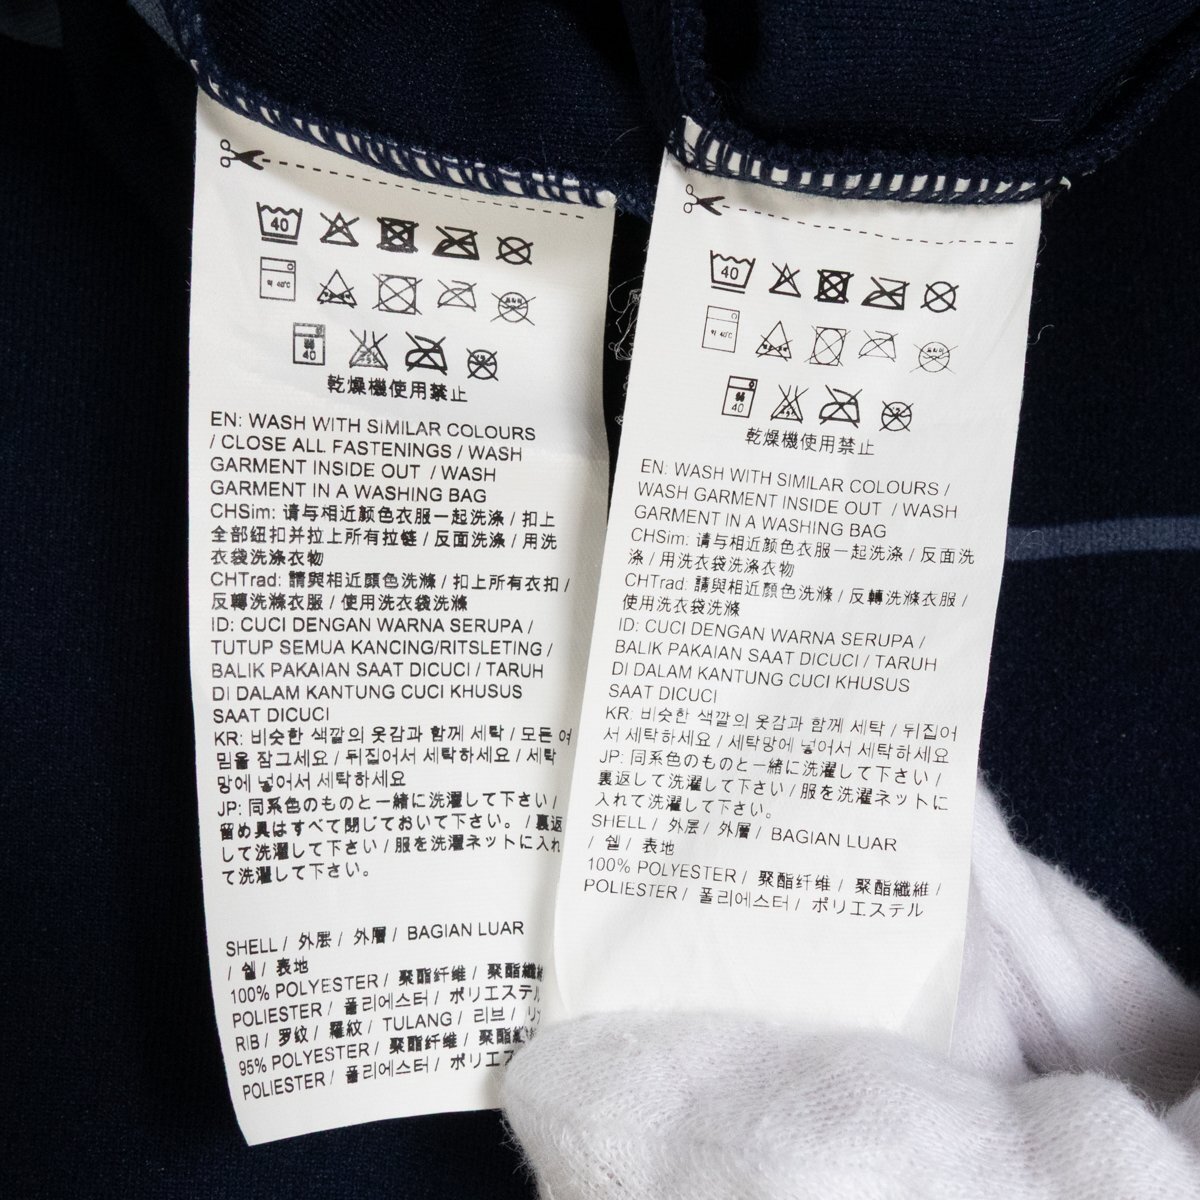 40
약 40℃
弱
40
乾燥機使用禁止
EN: WASH WITH SIMILAR COLOURS
/ CLOSE ALL FASTENINGS / WASH
GARMENT INSIDE OUT / WASH
GARMENT IN A WASHING BAG
CHSim: 请与相近颜色衣服一起洗涤 / 扣上
全部纽扣并拉上所有拉链 / 反面洗涤 / 用洗
衣袋洗涤衣物
CHTrad: 請與相近顏色洗滌 / 扣上所有衣扣 /
反轉洗滌衣服 / 使用洗衣袋洗滌
ID: CUCI DENGAN WARNA SERUPA /
TUTUP SEMUA KANCING/RITSLETING /
BALIK PAKAIAN SAAT DICUCI / TARUH
DI DALAM KANTUNG CUCI KHUSUS
SAAT DICUCI
KR: 비슷한 색깔의 옷감과 함께 세탁 / 모든 여
밈을 잠그세요 / 뒤집어서 세탁하세요 / 세탁
망에 넣어서 세탁하세요
JP: 同系色のものと一緒に洗濯して下さい /
留め具はすべて閉じておいて下さい。 / 裏返
して洗濯して下さい / 服を洗濯ネットに入れ
て洗濯して下さい。
SHELL / 外层 / 外層 / BAGIAN LUAR
/ 쉘 / 表地
100% POLYESTER / 聚酯纤维 / 聚酯纖
POLIESTER / 폴리에스터 / ポリエステル
RIB / 罗纹 / 羅紋 / TULANG / 리브 / リブ
95% POLYESTER / 聚酯纤维 / 聚酯
POLIESTER / 폴리에스터 / ポリエス
40
약 40℃
弱
40
乾燥機使用禁止
EN: WASH WITH SIMILAR COLOURS /
WASH GARMENT INSIDE OUT / WASH
GARMENT IN A WASHING BAG
CHSim: 请与相近颜色衣服一起洗涤 / 反面洗
涤 / 用洗衣袋洗涤衣物
CHTrad: 請與相近顏色洗滌 / 反轉洗滌衣服 /
使用洗衣袋洗滌
ID: CUCI DENGAN WARNA SERUPA /
BALIK PAKAIAN SAAT DICUCI / TARUH
DI DALAM KANTUNG CUCI KHUSUS
SAAT DICUCI
KR: 비슷한 색깔의 옷감과 함께 세탁 / 뒤집어
서 세탁하세요 / 세탁망에 넣어서 세탁하세요
JP: 同系色のものと一緒に洗濯して下さい /
裏返して洗濯して下さい / 服を洗濯ネットに
入れて洗濯して下さい。
SHELL / 外层 / 外層 / BAGIAN LUAR
/ 쉘 / 表地
100% POLYESTER / 聚酯纤维 / 聚酯纖維 /
POLIESTER / 폴리에스터 / ポリエステル